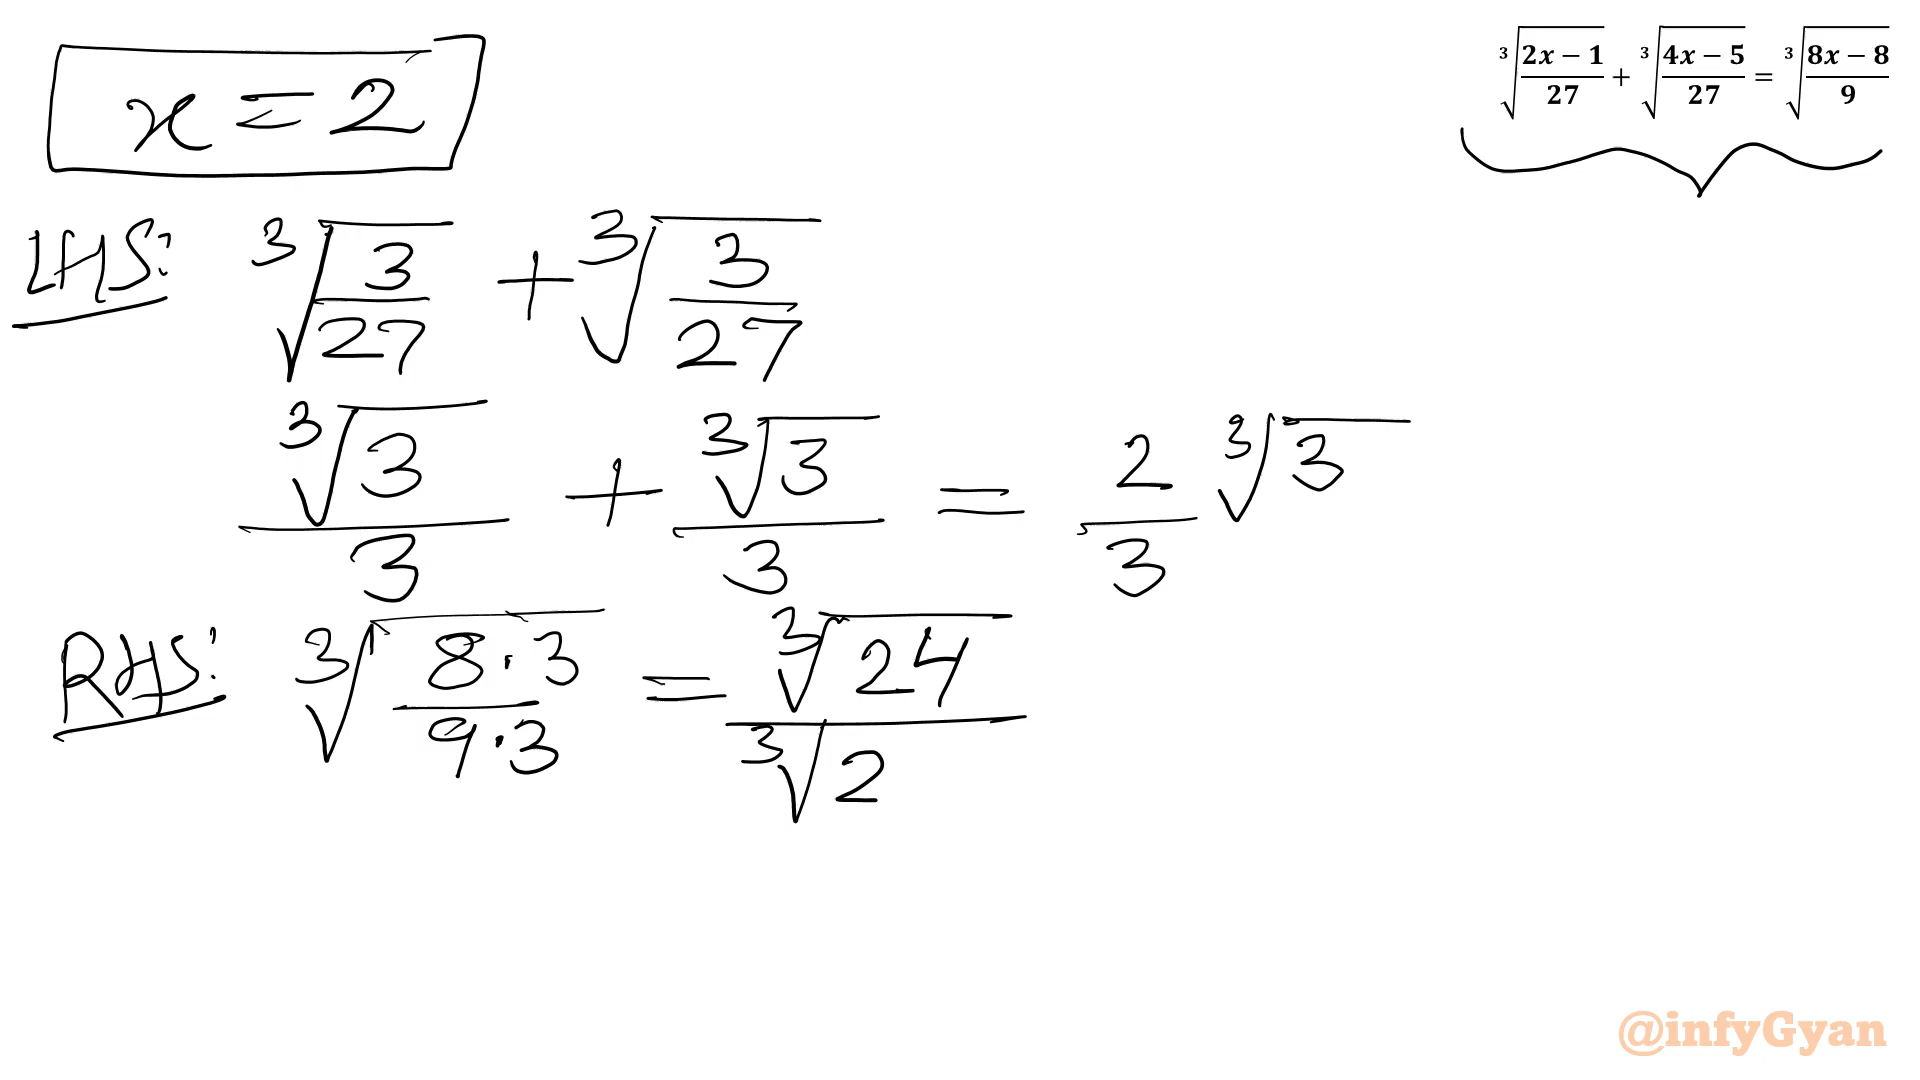 ∛((2x − 1)/27) + ∛((4x − 5)/27) = ∛((8x − 8)/9)
x = 2
LHS: ∛(3/27) + ∛(3/27)
∛3/3 + ∛3/3 = 2/3 ∛3
RHS: ∛((8·3)/(9·3)) = ∛24/∛2
@infyGyan